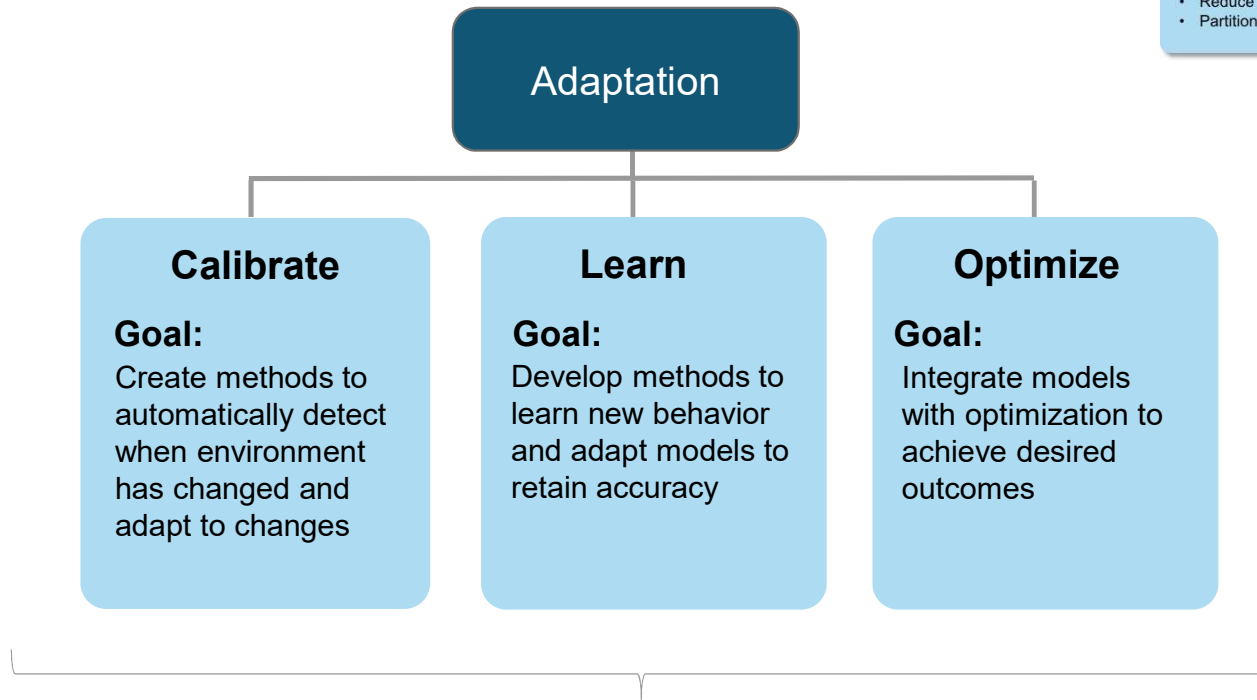 • Reduce
• Partition
Adaptation
Calibrate
Goal:
Create methods to
automatically detect
when environment
has changed and
adapt to changes
Learn
Goal:
Develop methods to
learn new behavior
and adapt models to
retain accuracy
Optimize
Goal:
Integrate models
with optimization to
achieve desired
outcomes